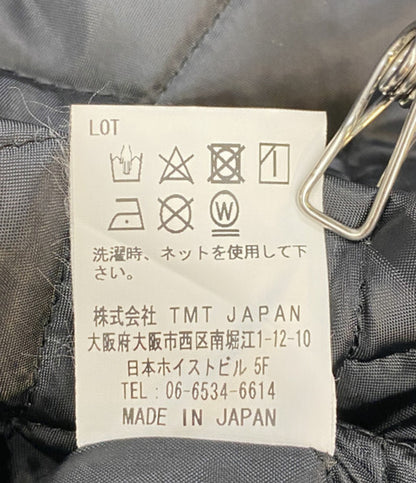 LOT
W
洗濯時、ネットを使用して下
さい。
株式会社 TMT JAPAN
大阪府大阪市西区南堀江1-12-10
日本ホイストビル 5F
TEL : 06-6534-6614
MADE IN JAPAN